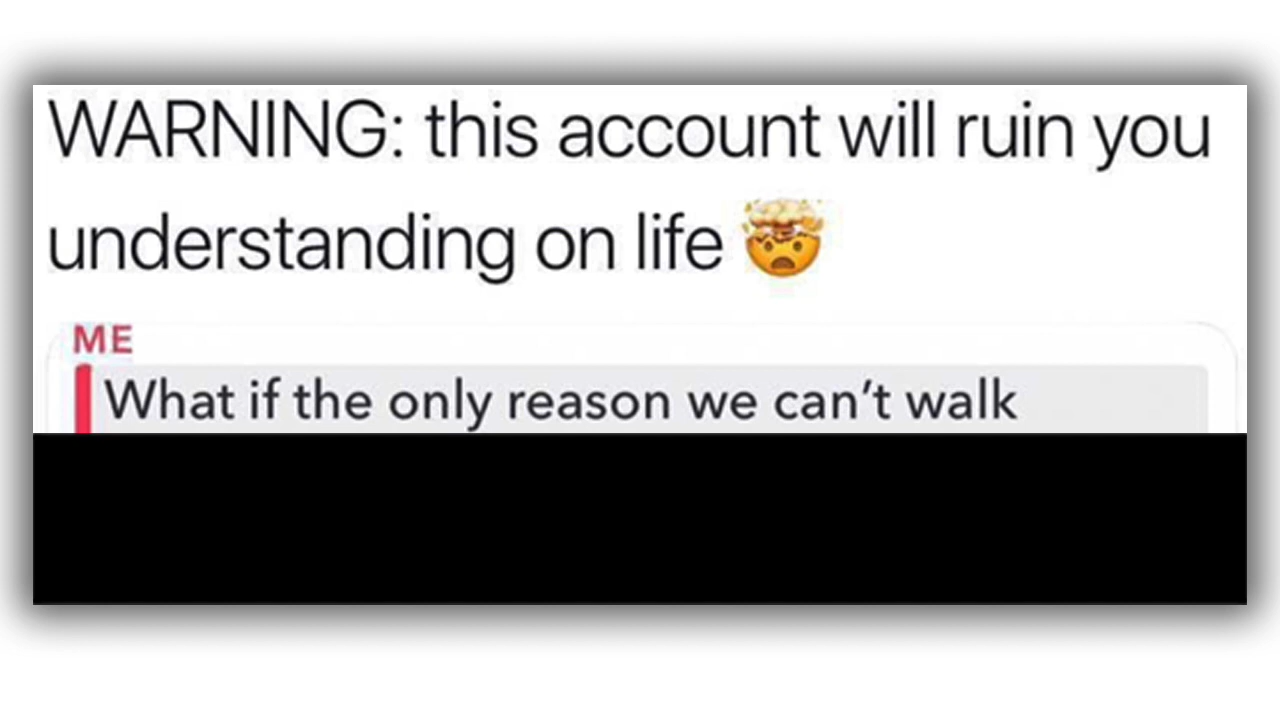 WARNING: this account will ruin you
understanding on life 🤯
ME
What if the only reason we can't walk